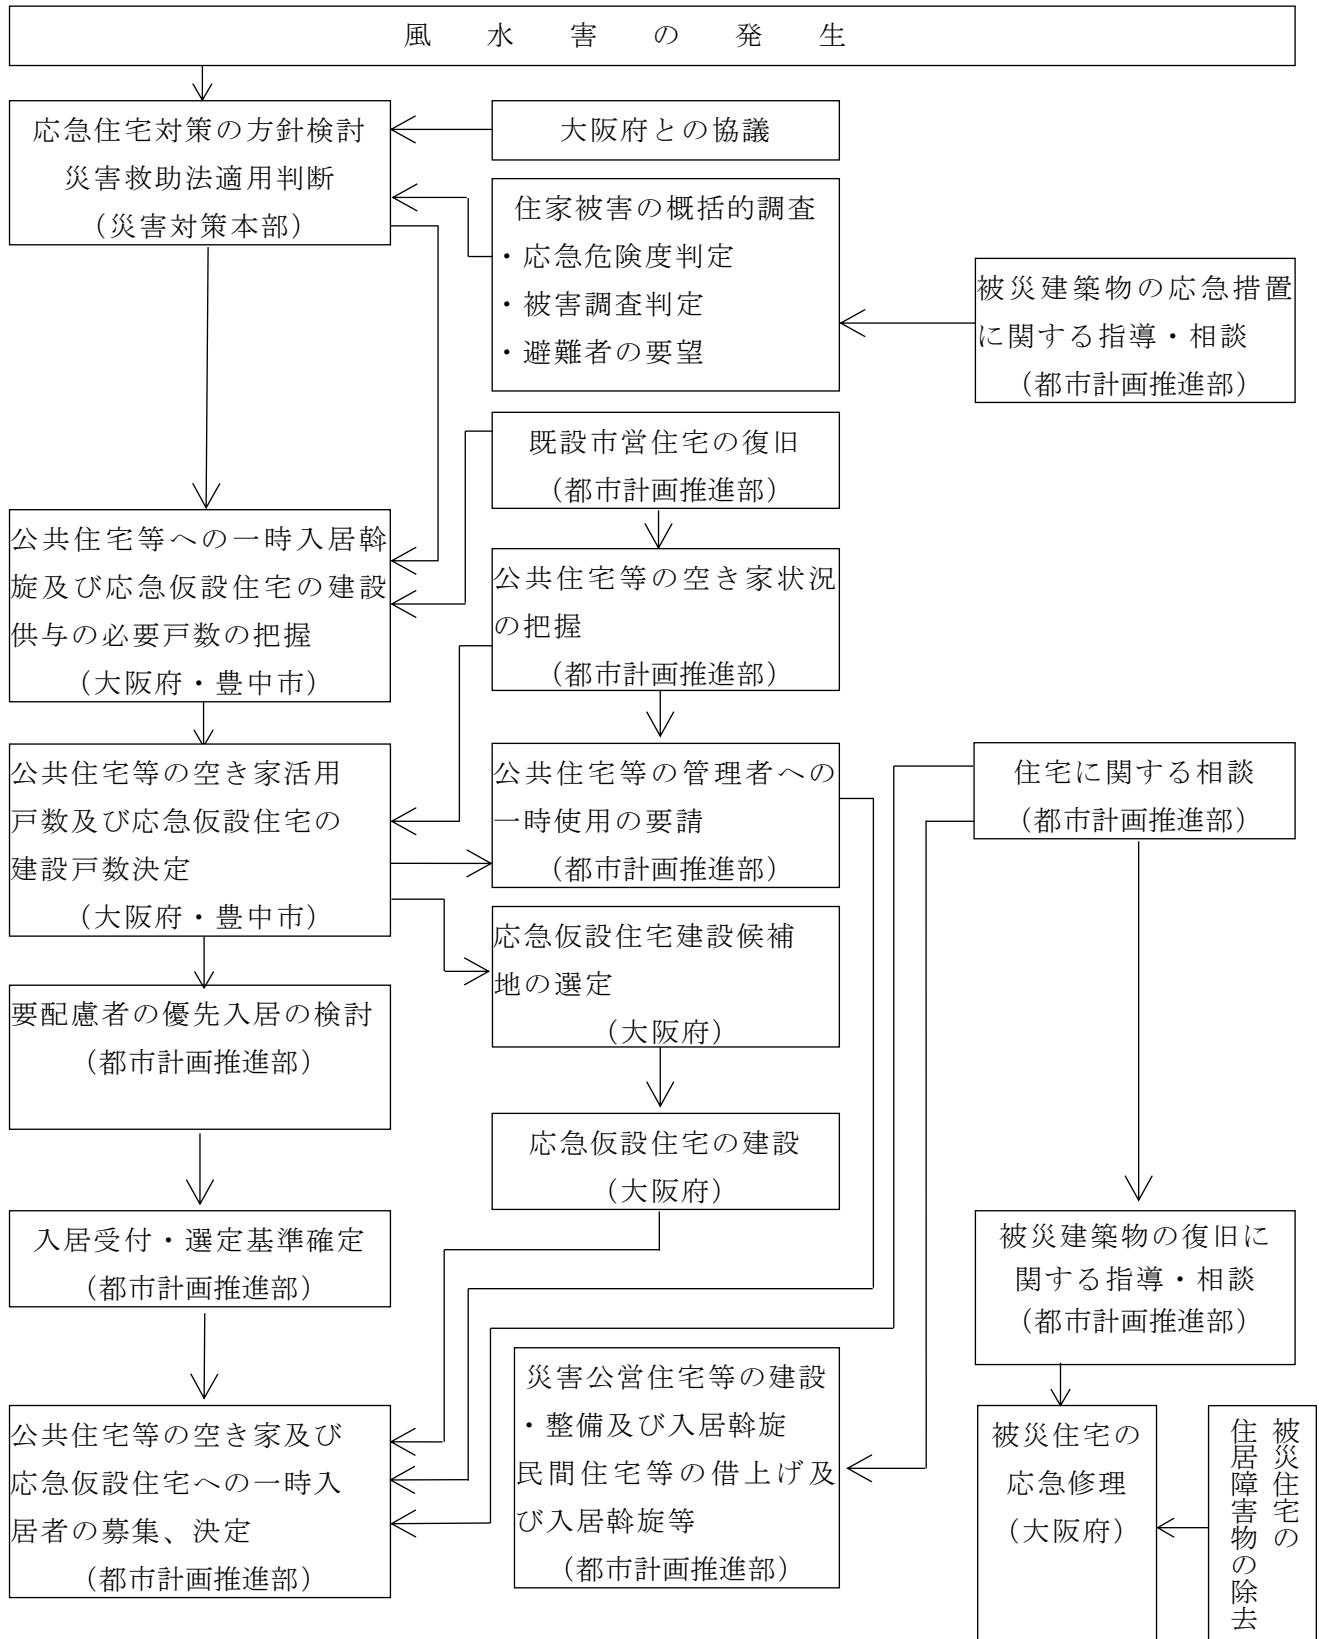 風水害の発生
応急住宅対策の方針検討
災害救助法適用判断
（災害対策本部）
大阪府との協議
住家被害の概括的調査
・応急危険度判定
・被害調査判定
・避難者の要望
被災建築物の応急措置
に関する指導・相談
（都市計画推進部）
既設市営住宅の復旧
（都市計画推進部）
公共住宅等への一時入居斡
旋及び応急仮設住宅の建設
供与の必要戸数の把握
（大阪府・豊中市）
公共住宅等の空き家状況
の把握
（都市計画推進部）
公共住宅等の空き家活用
戸数及び応急仮設住宅の
建設戸数決定
（大阪府・豊中市）
公共住宅等の管理者への
一時使用の要請
（都市計画推進部）
住宅に関する相談
（都市計画推進部）
応急仮設住宅建設候補
地の選定
（大阪府）
要配慮者の優先入居の検討
（都市計画推進部）
応急仮設住宅の建設
（大阪府）
入居受付・選定基準確定
（都市計画推進部）
被災建築物の復旧に
関する指導・相談
（都市計画推進部）
公共住宅等の空き家及び
応急仮設住宅への一時入
居者の募集、決定
（都市計画推進部）
災害公営住宅等の建設
・整備及び入居斡旋
民間住宅等の借上げ及
び入居斡旋等
（都市計画推進部）
被災住宅の
応急修理
（大阪府）
被災住宅の
住居障害物の除去